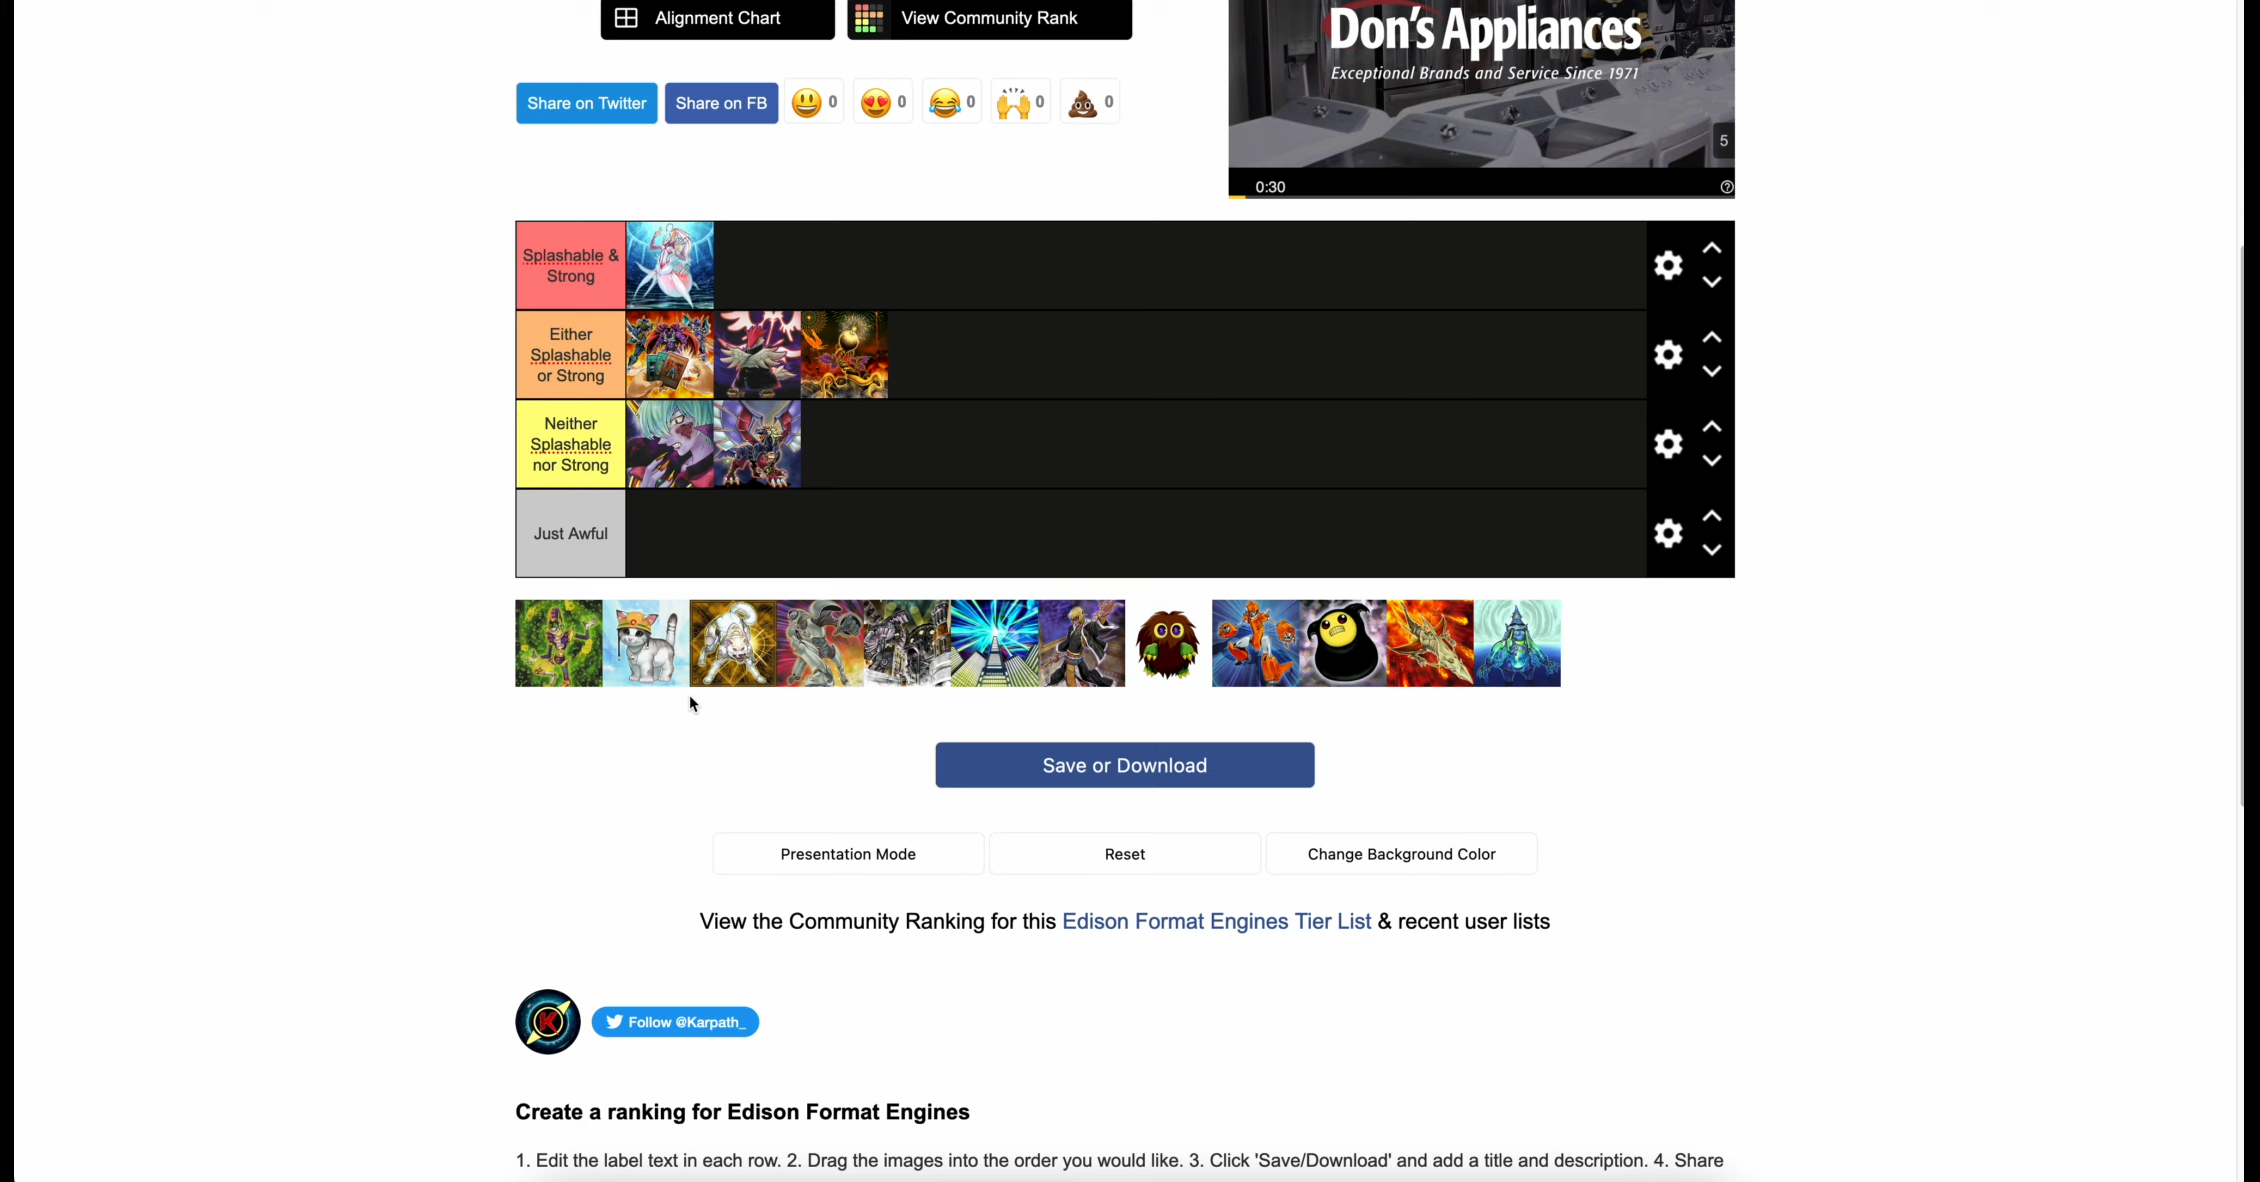 Alignment Chart
View Community Rank
Don's Appliances
Exceptional Brands and Service Since 1971
5
0:30
Share on Twitter
Share on FB
0
0
0
0
0
Splashable &
Strong
Either
Splashable
or Strong
Neither
Splashable
nor Strong
Just Awful
Save or Download
Presentation Mode
Reset
Change Background Color
View the Community Ranking for this Edison Format Engines Tier List & recent user lists
K
Follow @Karpath_
Create a ranking for Edison Format Engines
1. Edit the label text in each row. 2. Drag the images into the order you would like. 3. Click 'Save/Download' and add a title and description. 4. Share